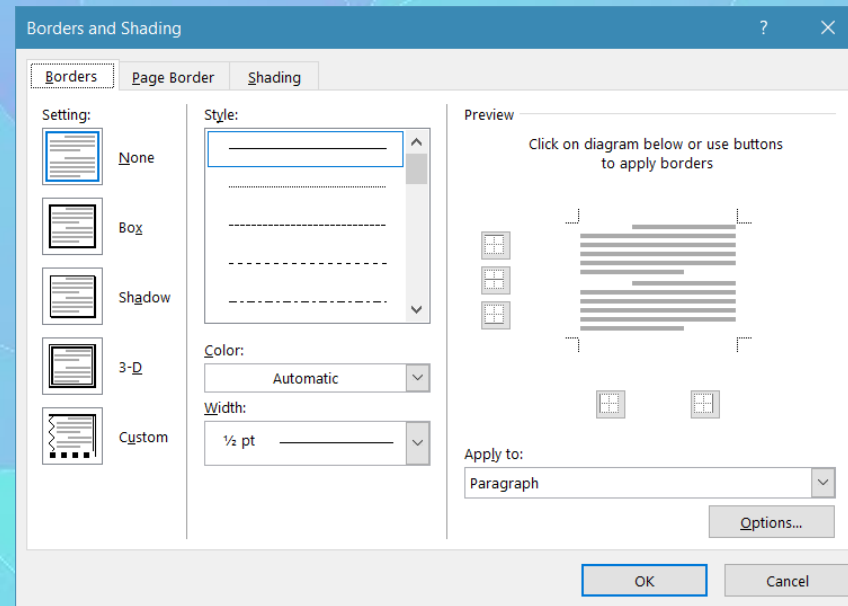 Borders and Shading
?
Borders
Page Border
Shading
Setting:
None
Box
Shadow
3-D
Custom
Style:
Color:
Automatic
Width:
½ pt
Preview
Click on diagram below or use buttons
to apply borders
Apply to:
Paragraph
Options...
OK
Cancel